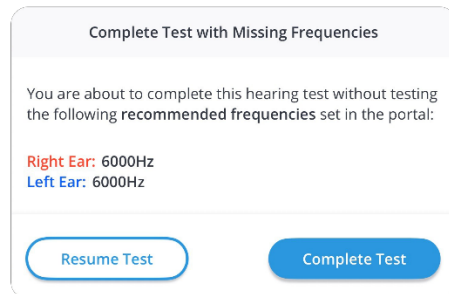 Complete Test with Missing Frequencies
You are about to complete this hearing test without testing
the following recommended frequencies set in the portal:
Right Ear: 6000Hz
Left Ear: 6000Hz
Resume Test
Complete Test